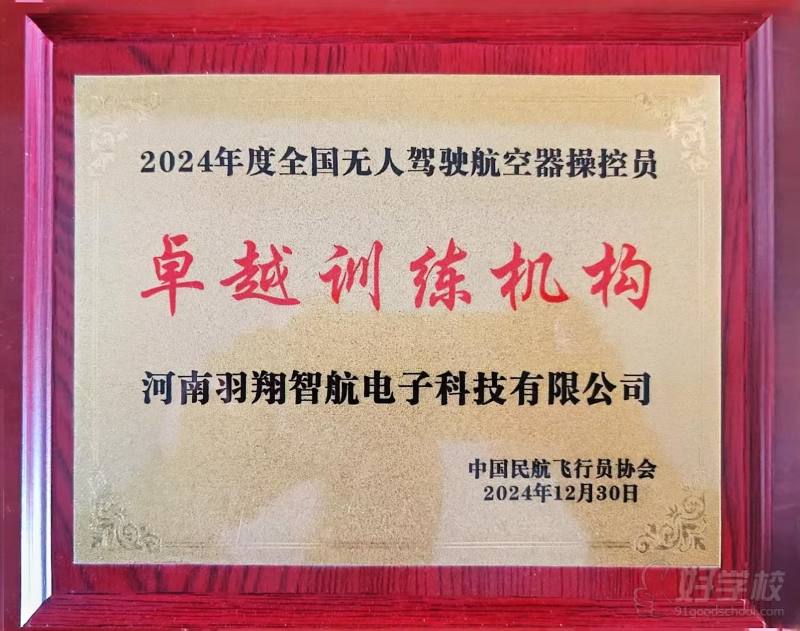 2024年度全国无人驾驶航空器操控员
卓越训练机构
河南羽翔智航电子科技有限公司
中国民航飞行员协会
2024年12月30日
好学校
91goodschool.com